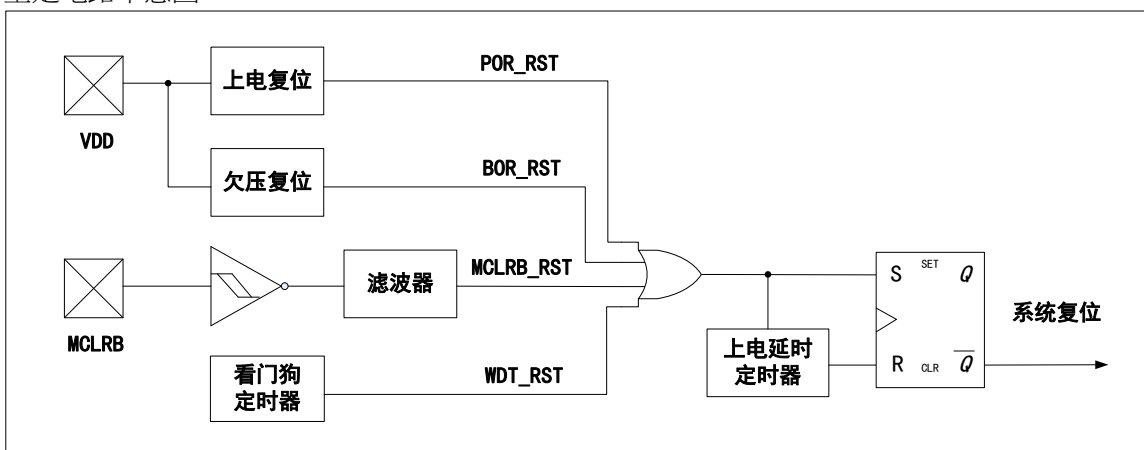 上电复位
POR_RST
VDD
欠压复位
BOR_RST
滤波器
MCLRB_RST
MCLRB
看门狗
定时器
WDT_RST
上电延时
定时器
S SET Q
R CLR Q
系统复位